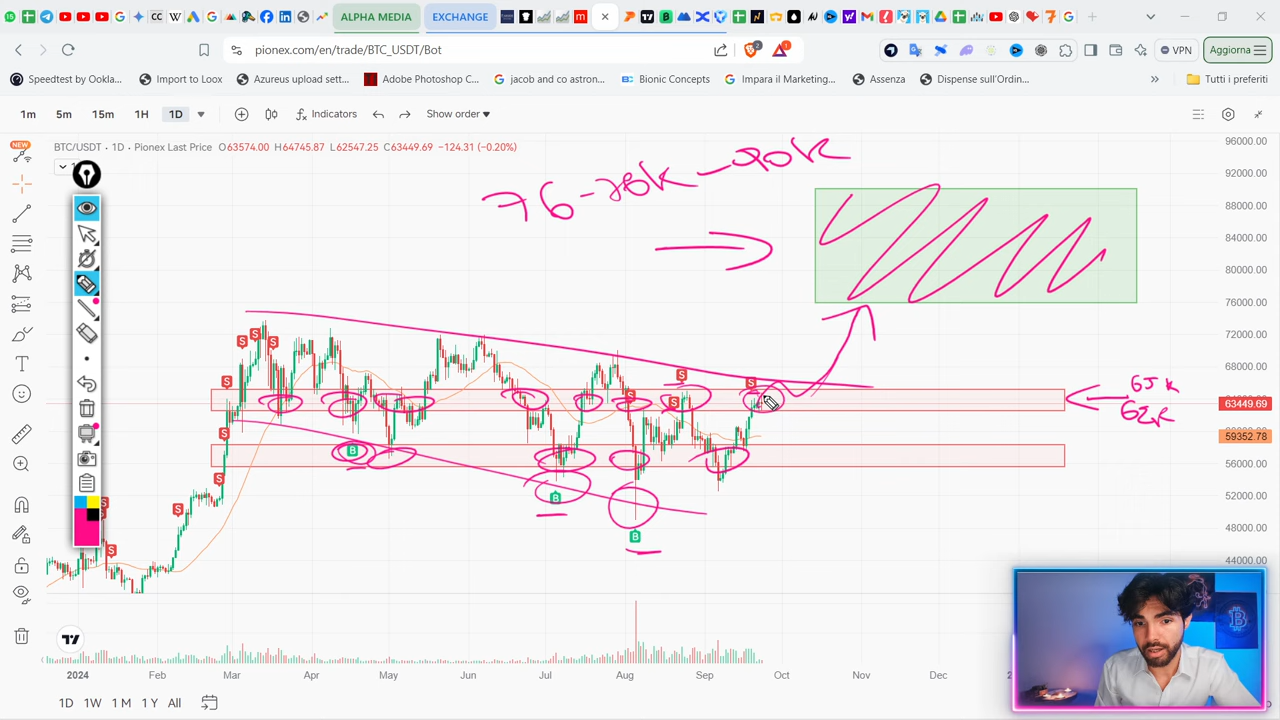 ALPHA MEDIA EXCHANGE
pionex.com/en/trade/BTC_USDT/Bot
VPN
Aggiorna
Speedtest by Ookla...
Import to Loox
Azureus upload sett...
Adobe Photoshop C...
jacob and co astron...
Bionic Concepts
Impara il Marketing...
Assenza
Dispense sull'Ordin...
» Tutti i preferiti
1m 5m 15m 1H 1D
Indicators
Show order
NEW
BTC/USDT · 1D · Pionex Last Price O63574.00 H64745.87 L62547.25 C63449.69 −124.31 (−0.20%)
76-78k - 90k
96000.00
92000.00
88000.00
84000.00
80000.00
76000.00
72000.00
68000.00
65k
63449.69
62k
59352.78
56000.00
52000.00
48000.00
44000.00
S S S S S S S S S S S S S S
B B B
2024 Feb Mar Apr May Jun Jul Aug Sep Oct Nov Dec
1D 1W 1M 1Y All